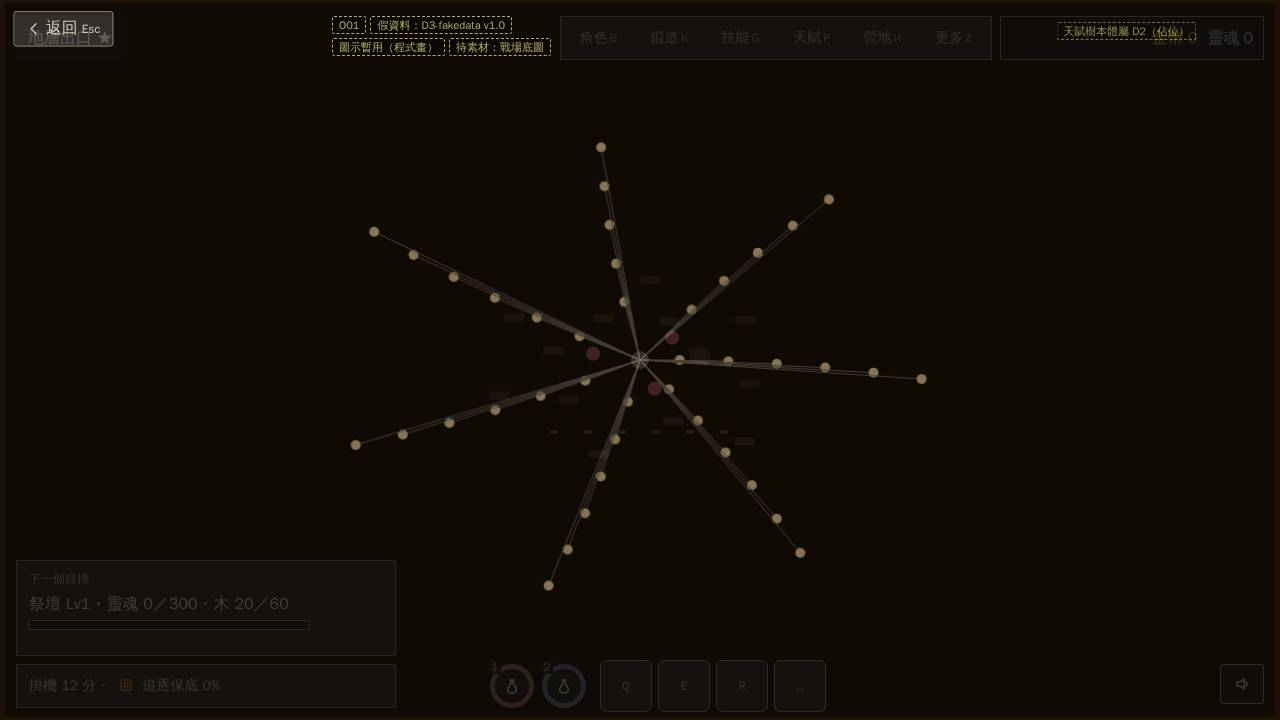 返回 Esc
地層出口 ★
O01
假資料：D3-fakedata v1.0
圖示暫用（程式畫）
待素材：戰場底圖
角色B
鍛造K
技能G
天賦P
營地H
更多Z
天賦樹本體屬 D2（佔位）
靈魂 0
下一個目標
祭壇 Lv1・靈魂 0／300・木 20／60
掛機 12 分・
追逐保底 0%
1
2
Q
E
R